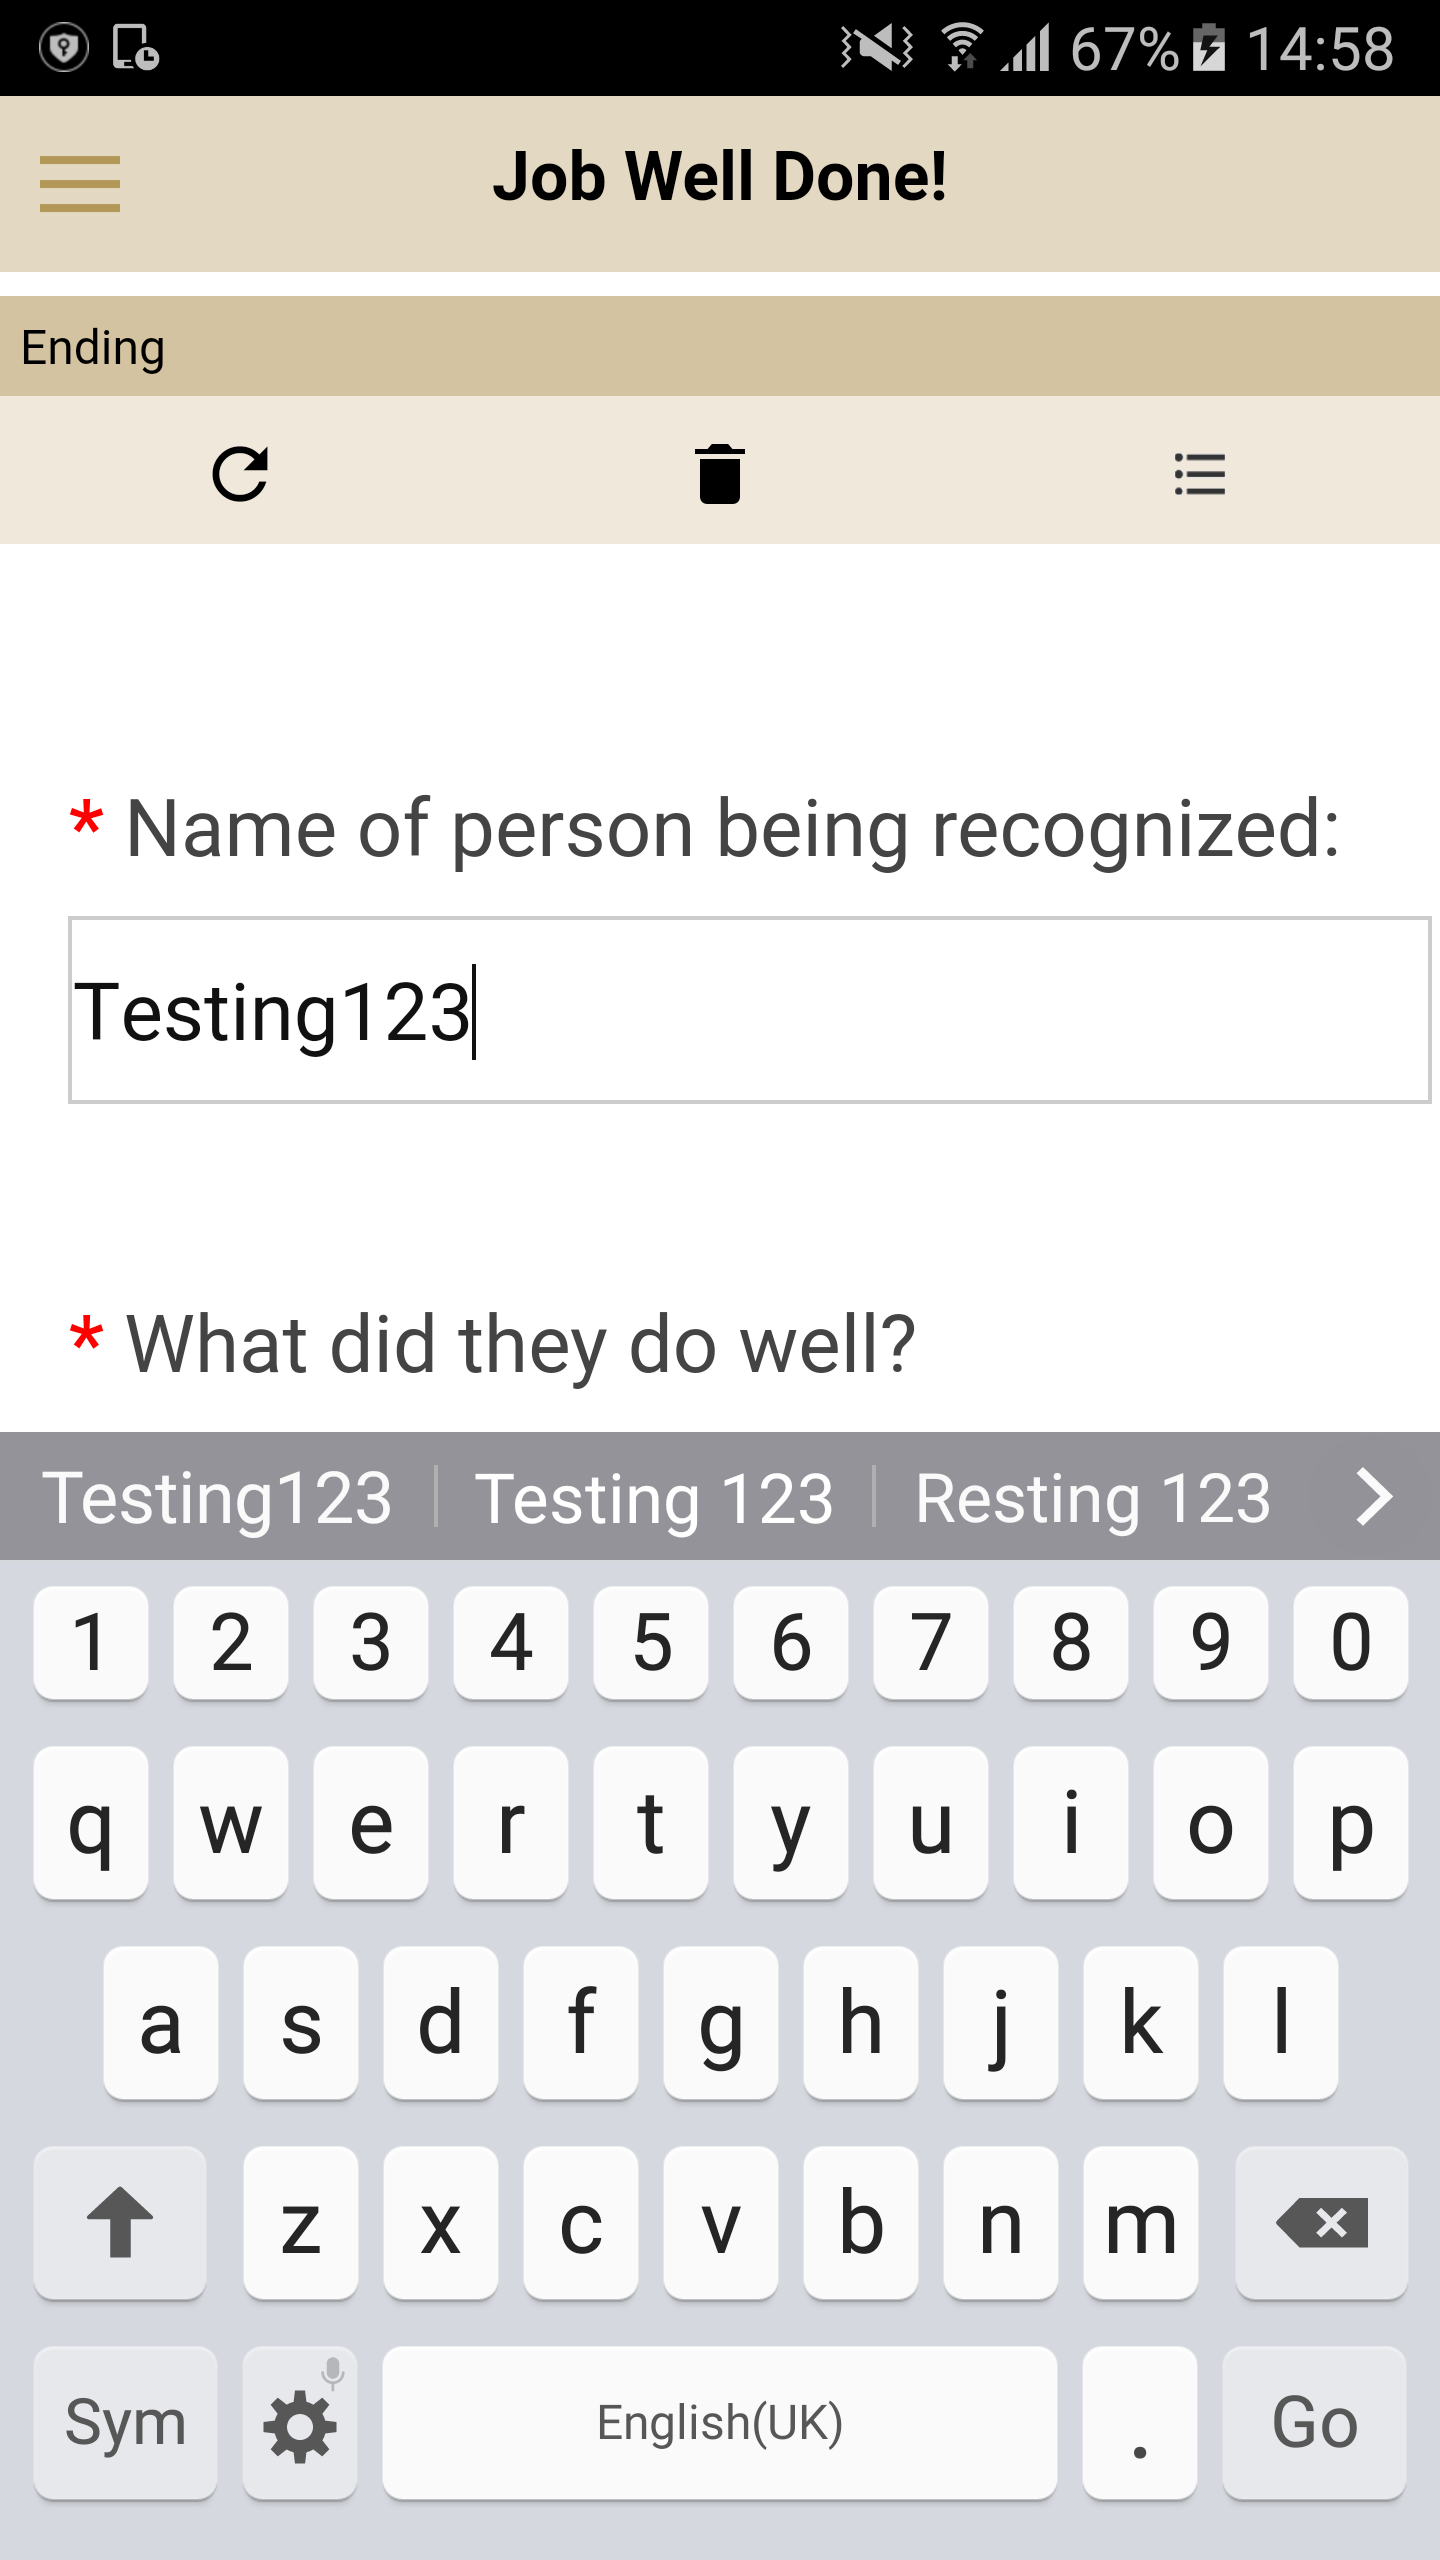 67% 14:58
Job Well Done!
Ending
* Name of person being recognized:
Testing123
* What did they do well?
Testing123 Testing 123 Resting 123
1 2 3 4 5 6 7 8 9 0
q w e r t y u i o p
a s d f g h j k l
z x c v b n m
Sym English(UK) . Go